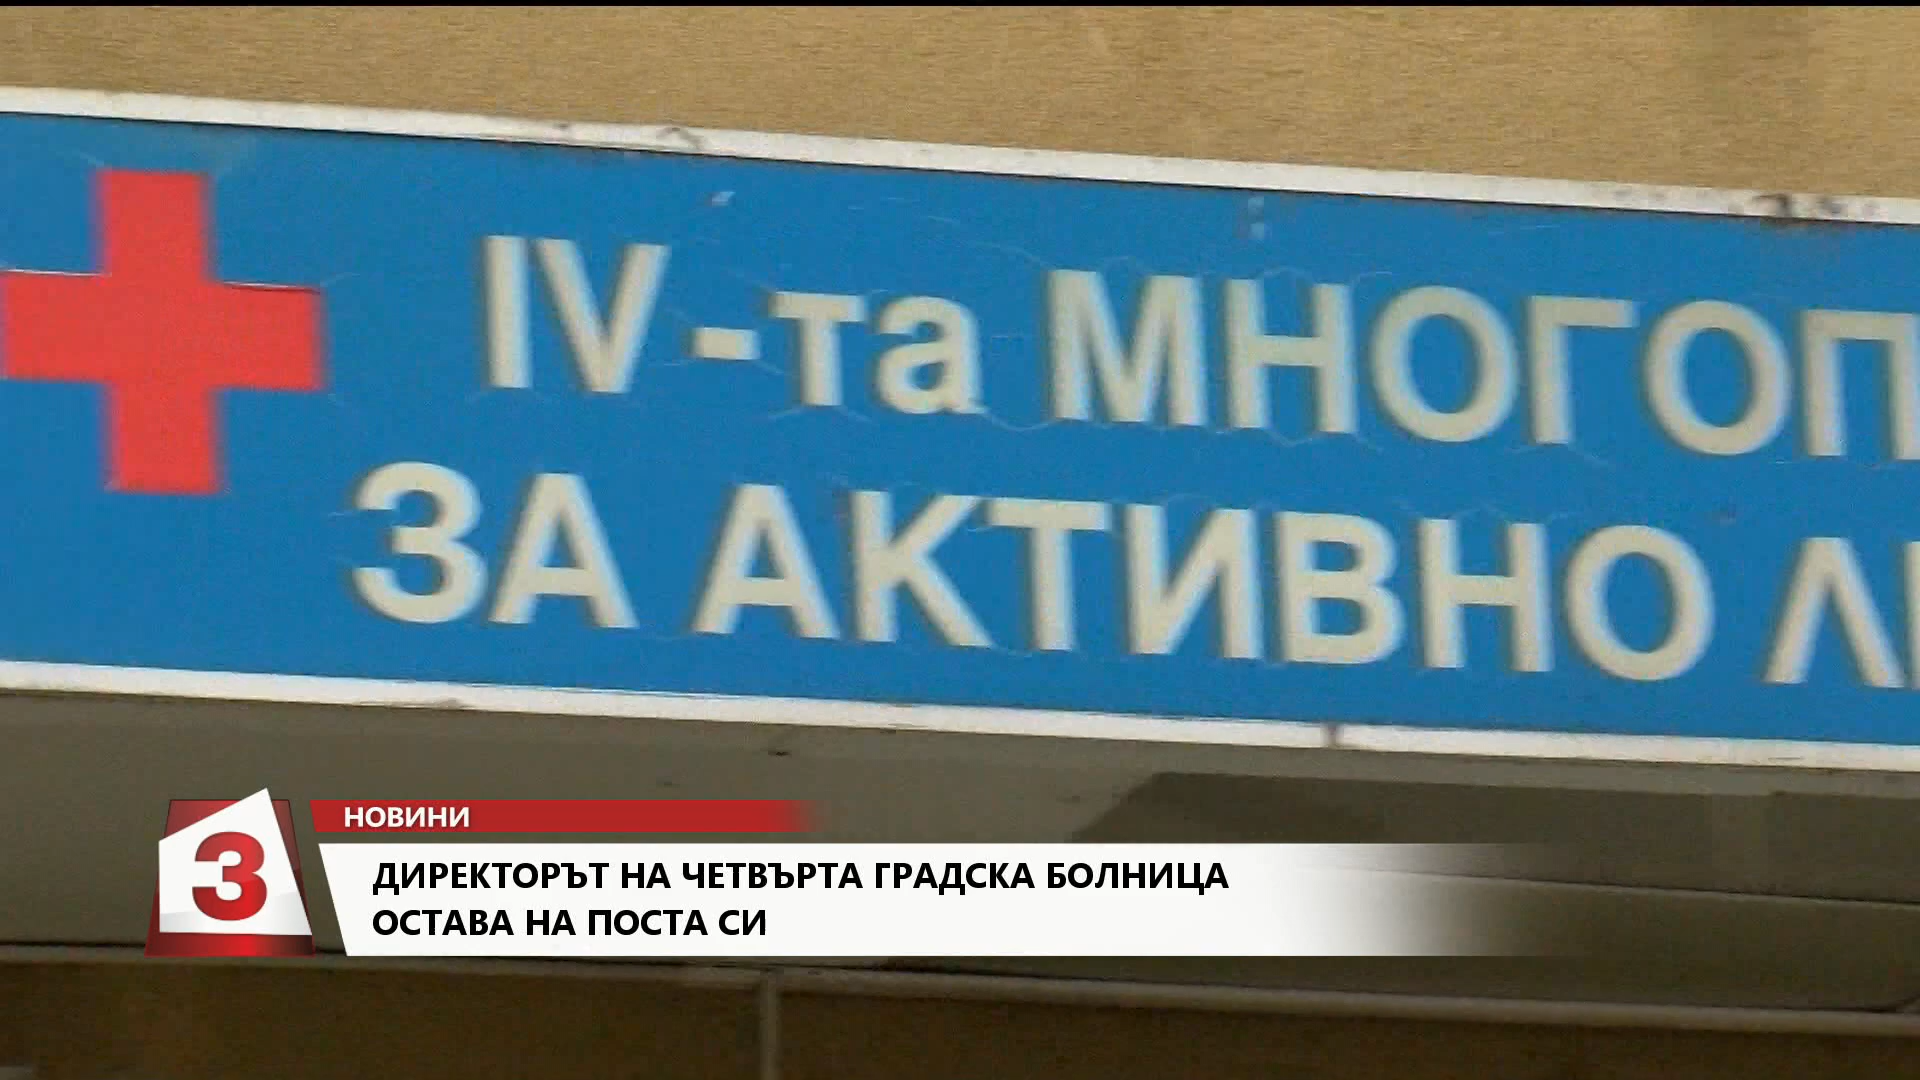 IV-та МНОГОП
ЗА АКТИВНО Л
3
НОВИНИ
ДИРЕКТОРЪТ НА ЧЕТВЪРТА ГРАДСКА БОЛНИЦА
ОСТАВА НА ПОСТА СИ